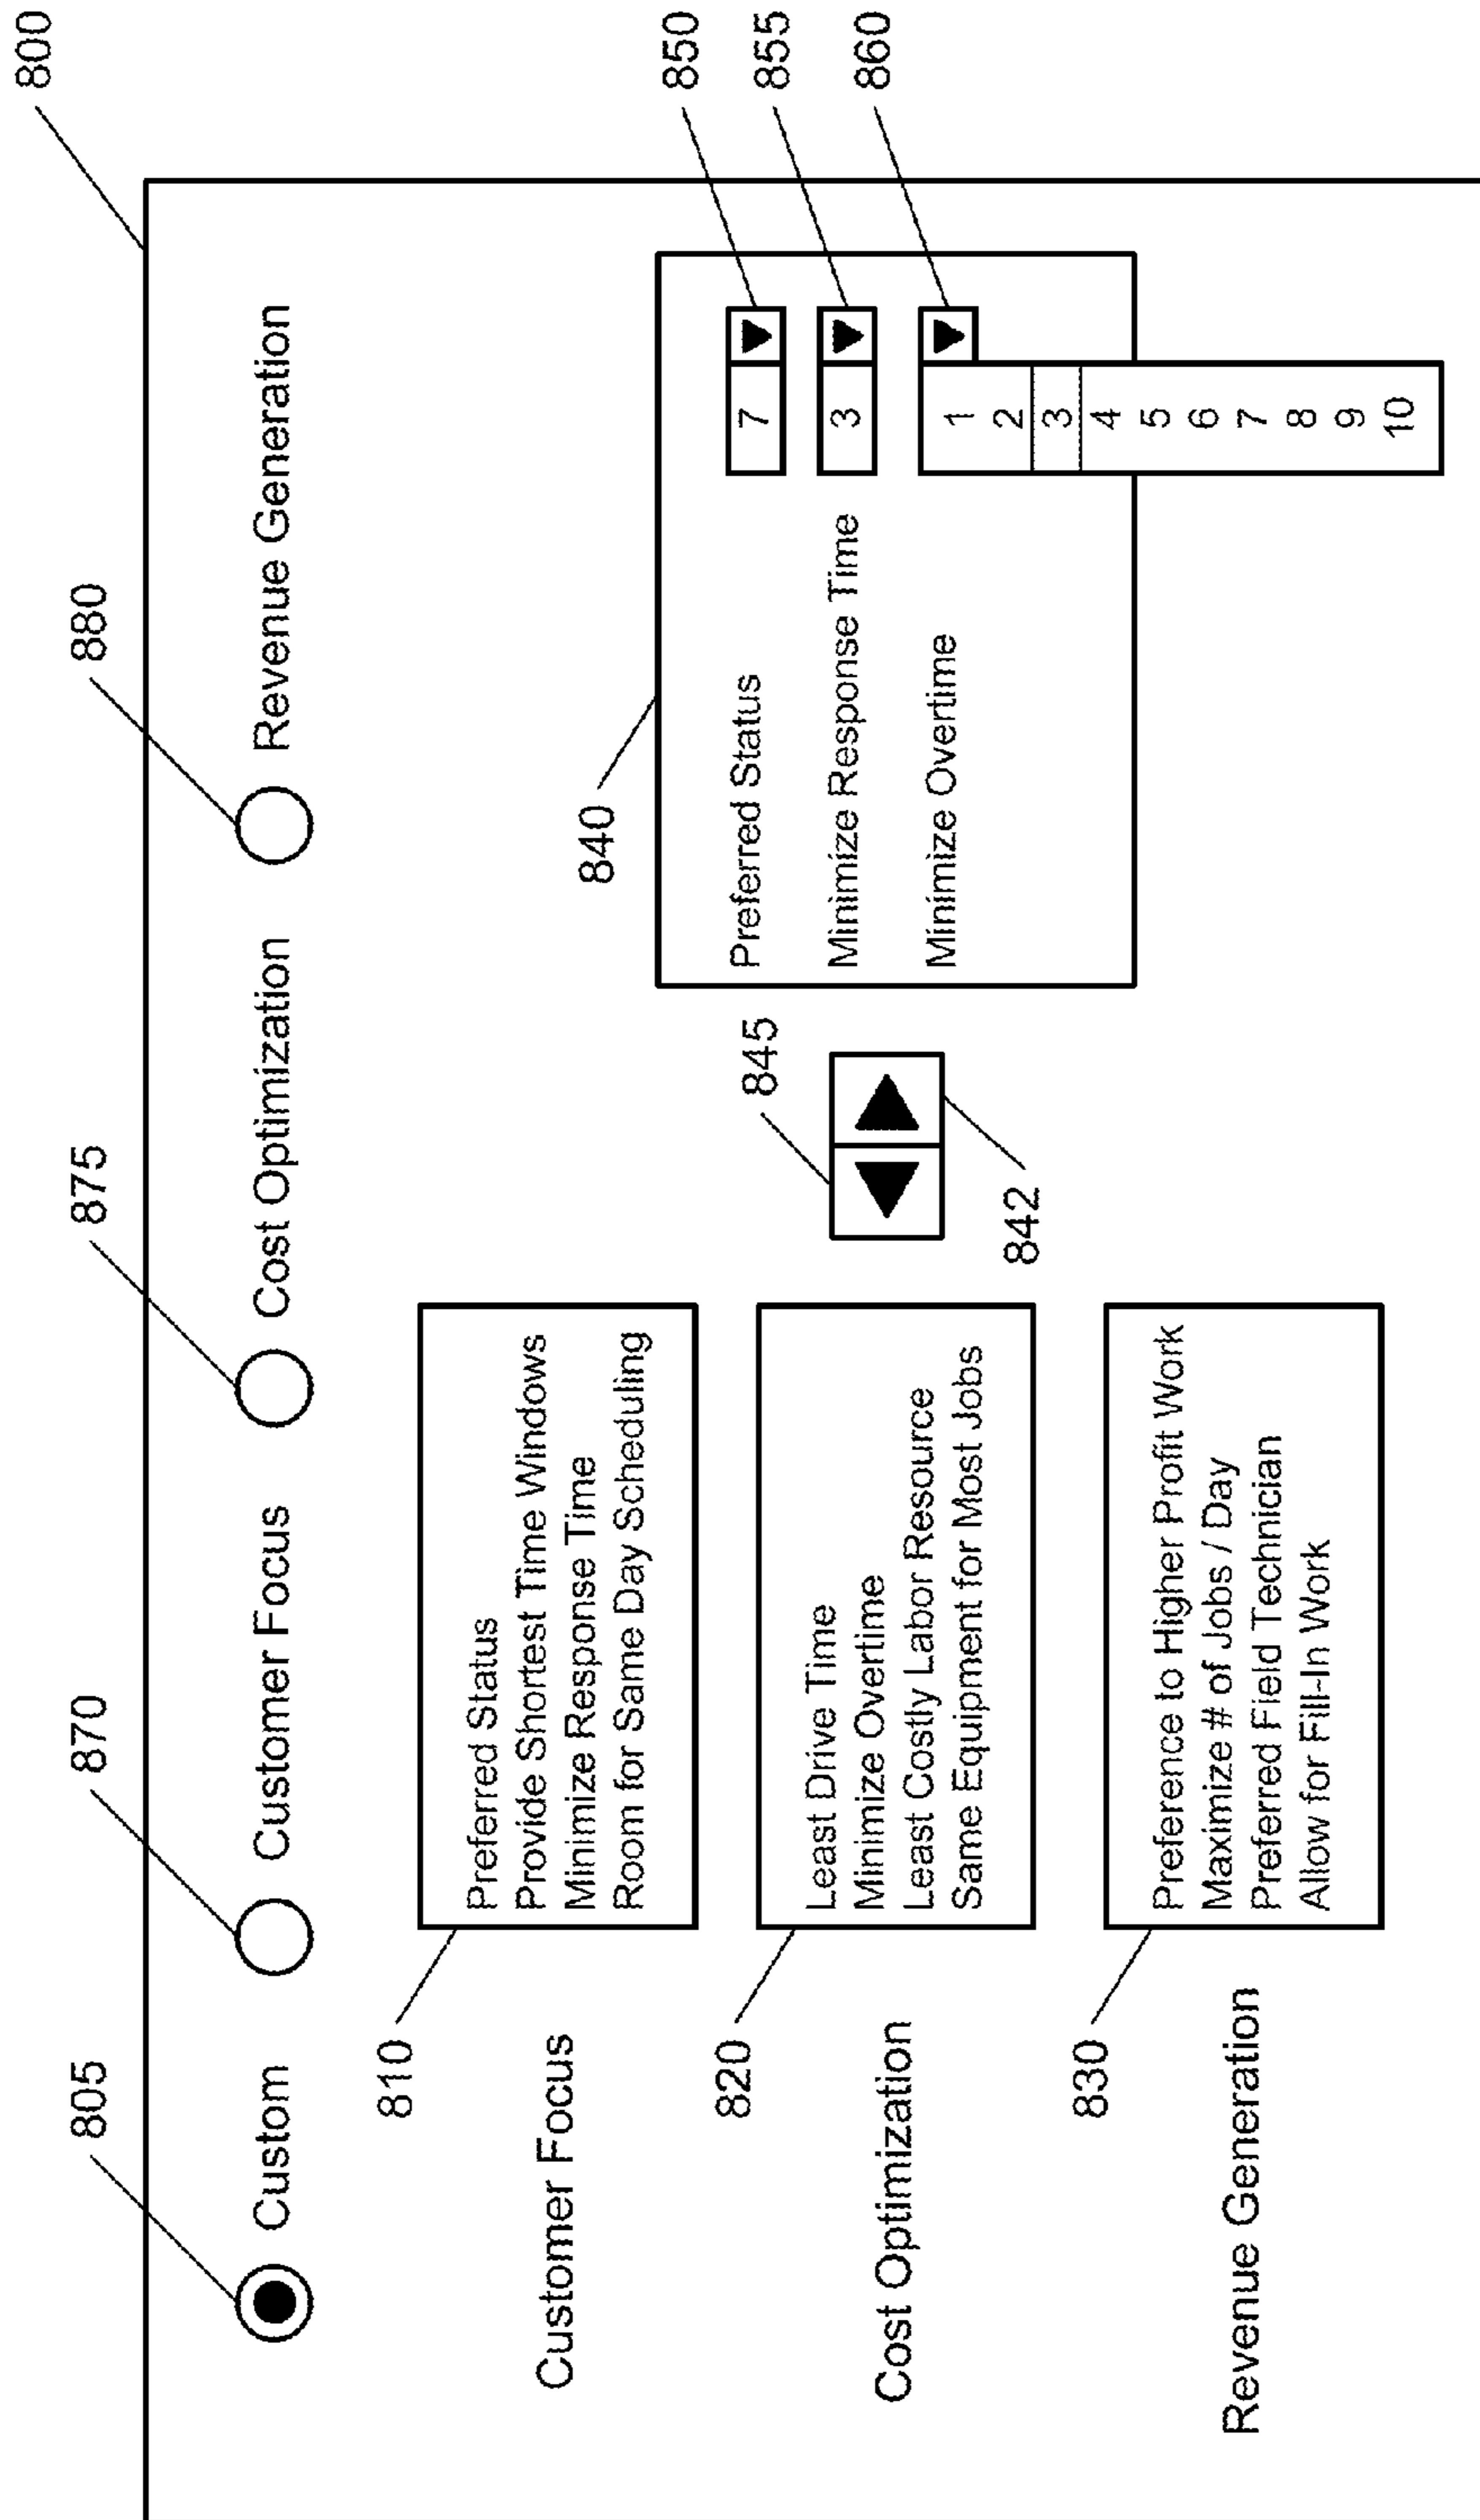 800
805
870
875
880
Custom
Customer Focus
Cost Optimization
Revenue Generation
810
Customer Focus
Preferred Status
Provide Shortest Time Windows
Minimize Response Time
Room for Same Day Scheduling
820
Cost Optimization
Least Drive Time
Minimize Overtime
Least Costly Labor Resource
Same Equipment for Most Jobs
830
Revenue Generation
Preference to Higher Profit Work
Maximize # of Jobs / Day
Preferred Field Technician
Allow for Fill-In Work
845
842
840
Preferred Status
7
850
Minimize Response Time
3
855
Minimize Overtime
860
1
2
3
4
5
6
7
8
9
10